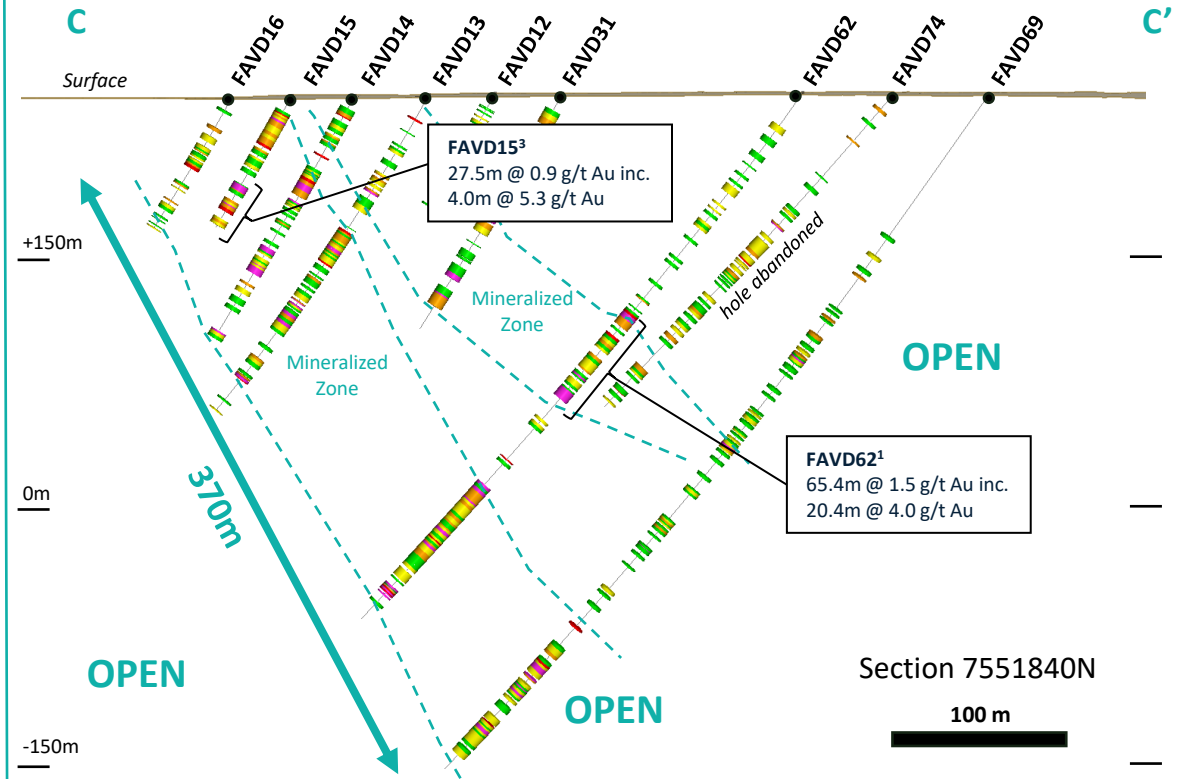 C
C’
FAVD16
FAVD15
FAVD14
FAVD13
FAVD12
FAVD31
FAVD62
FAVD74
FAVD69
Surface
FAVD15³
27.5m @ 0.9 g/t Au inc.
4.0m @ 5.3 g/t Au
+150m
hole abandoned
Mineralized
Zone
OPEN
Mineralized
Zone
FAVD62¹
65.4m @ 1.5 g/t Au inc.
20.4m @ 4.0 g/t Au
370m
0m
OPEN
OPEN
Section 7551840N
100 m
-150m